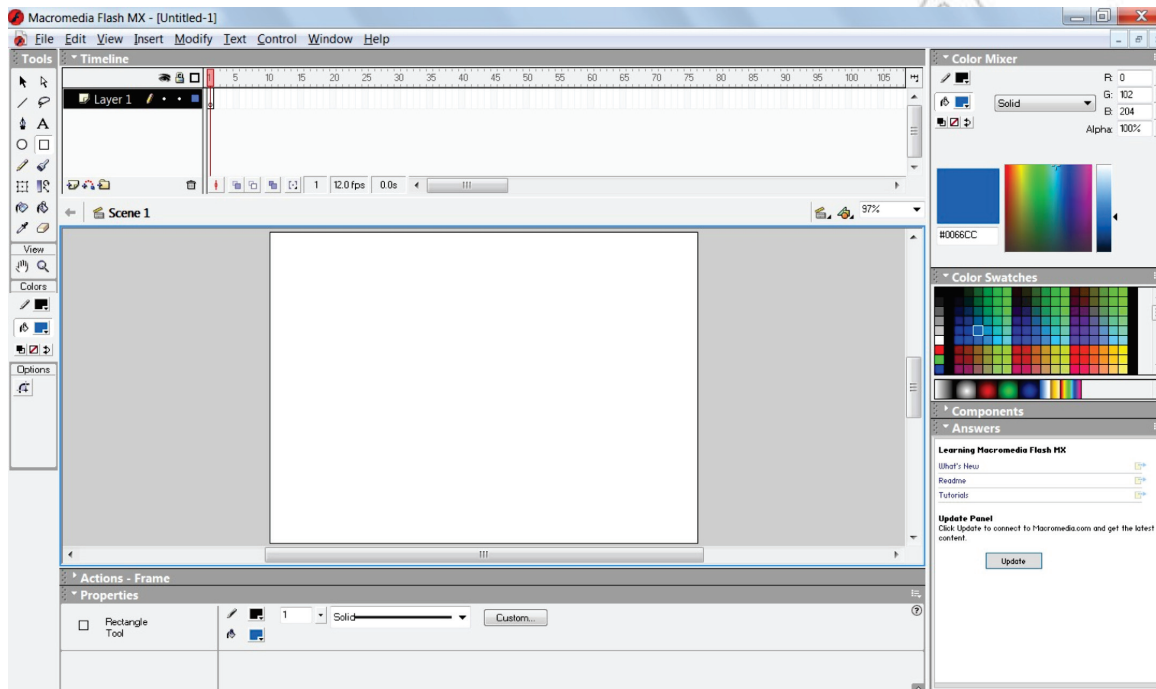 Macromedia Flash MX - [Untitled-1]
File Edit View Insert Modify Text Control Window Help
Tools
Timeline
5 10 15 20 25 30 35 40 45 50 55 60 65 70 75 80 85 90 95 100 105
Layer 1
1 12.0 fps 0.0s
Scene 1
97%
View
Colors
Options
Actions - Frame
Properties
Rectangle
Tool
1 Solid Custom...
Color Mixer
R: 0
Solid G: 102
B: 204
Alpha: 100%
#0066CC
Color Swatches
Components
Answers
Learning Macromedia Flash MX
What's New
Readme
Tutorials
Update Panel
Click Update to connect to Macromedia.com and get the latest
content.
Update